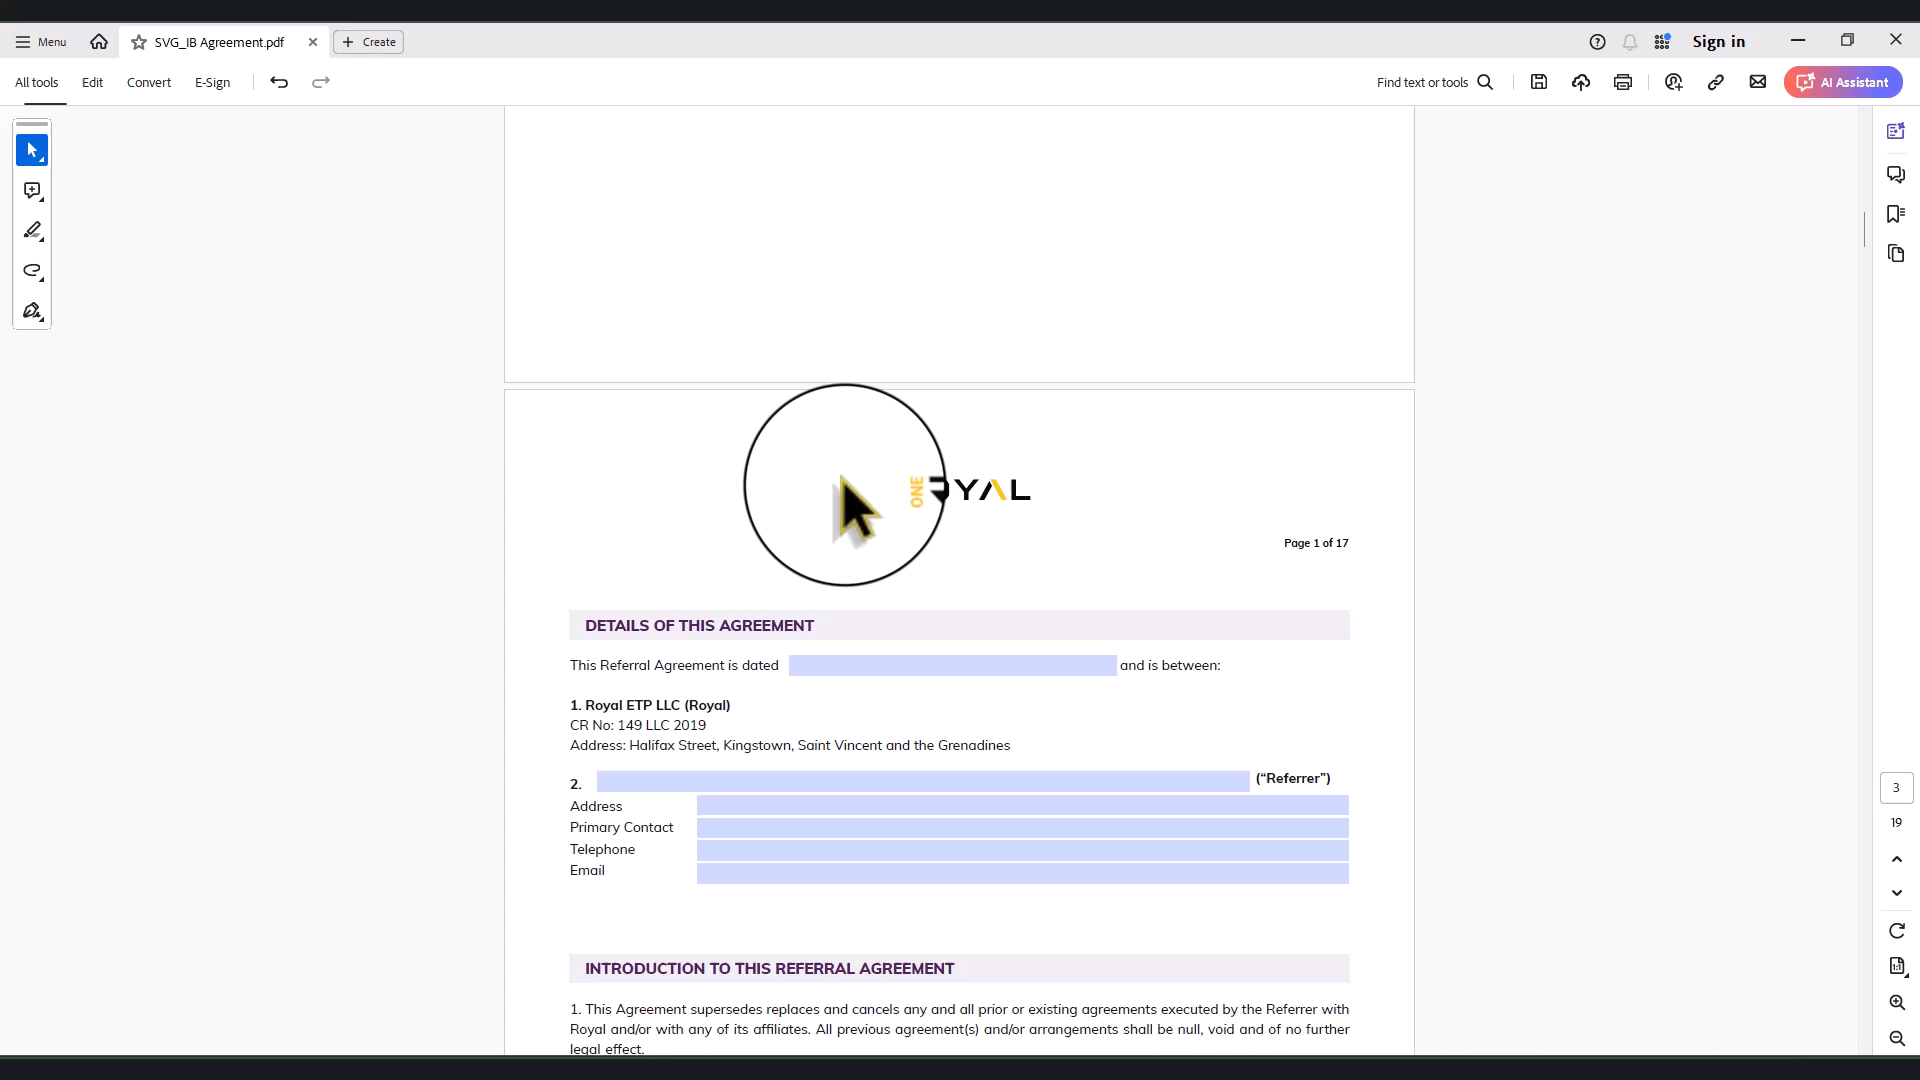 Menu
SVG_IB Agreement.pdf
Create
Sign in
All tools
Edit
Convert
E-Sign
Find text or tools
AI Assistant
ONE ROYAL
Page 1 of 17
DETAILS OF THIS AGREEMENT
This Referral Agreement is dated and is between:
1. Royal ETP LLC (Royal)
CR No: 149 LLC 2019
Address: Halifax Street, Kingstown, Saint Vincent and the Grenadines
2. (“Referrer”)
Address
Primary Contact
Telephone
Email
3
19
INTRODUCTION TO THIS REFERRAL AGREEMENT
1. This Agreement supersedes replaces and cancels any and all prior or existing agreements executed by the Referrer with
Royal and/or with any of its affiliates. All previous agreement(s) and/or arrangements shall be null, void and of no further
legal effect.